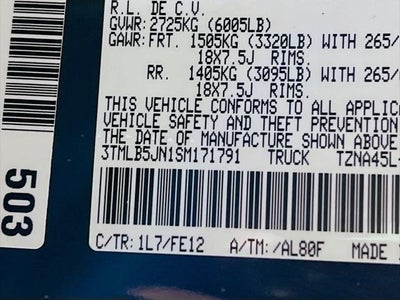 R.L. DE C.V.
GVWR: 2725KG (6005LB)
GAWR: FRT. 1505KG (3320LB) WITH 265/
18X7.5J RIMS.
RR. 1405KG (3095LB) WITH 265/
18X7.5J RIMS.
THIS VEHICLE CONFORMS TO ALL APPLICA
VEHICLE SAFETY AND THEFT PREVENTION
THE DATE OF MANUFACTURE SHOWN ABOVE.
3TMLB5JN1SM171791 TRUCK TZNA45L-
C/TR: 1L7/FE12 A/TM: /AL80F MADE
503